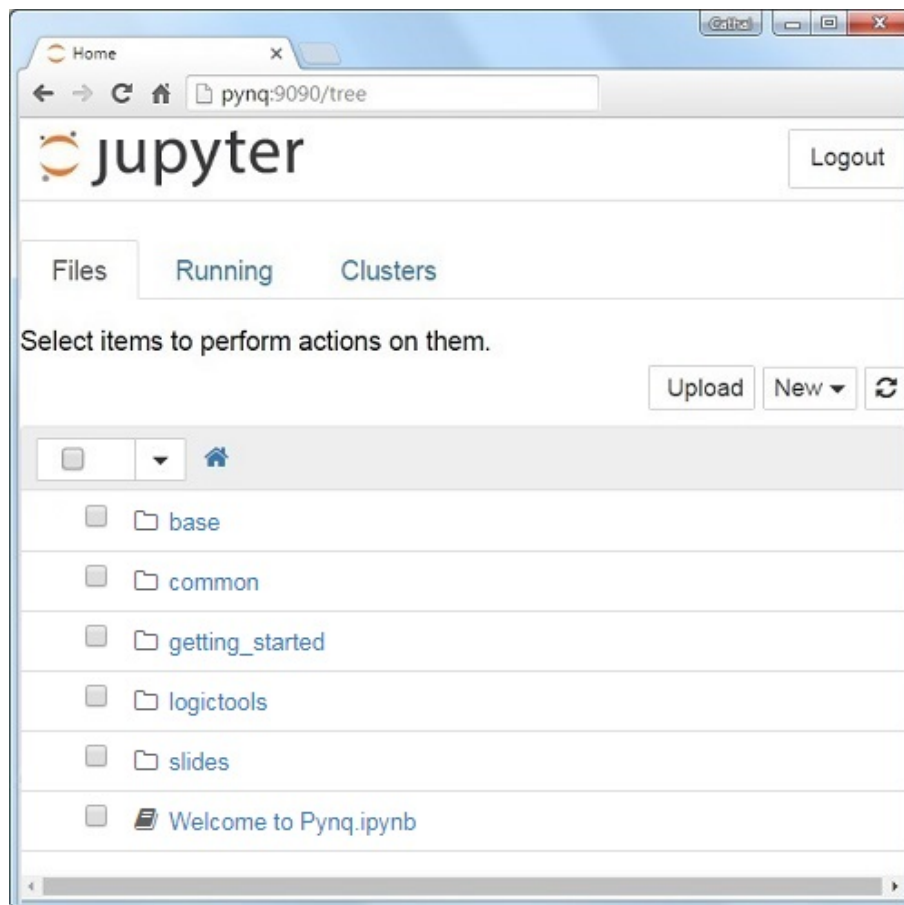 Cathal
Home
pynq:9090/tree
jupyter
Logout
Files Running Clusters
Select items to perform actions on them.
Upload New
base
common
getting_started
logictools
slides
Welcome to Pynq.ipynb